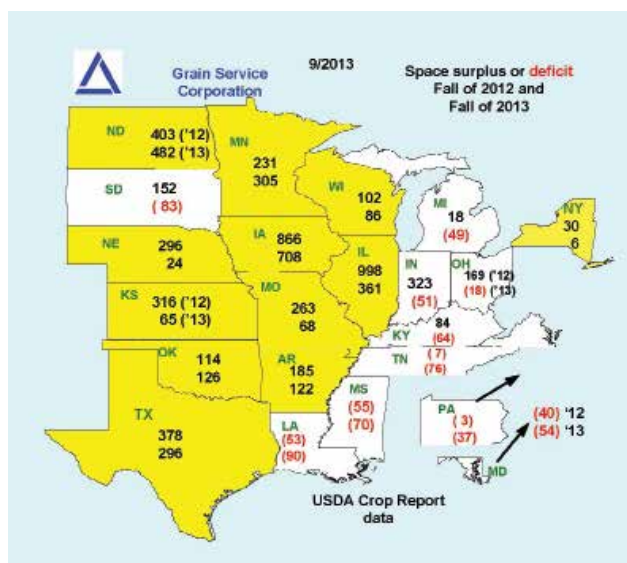 9/2013
Grain Service
Corporation
Space surplus or deficit
Fall of 2012 and
Fall of 2013
ND 403 ('12)
482 ('13)
MN
231
305
SD 152
( 83)
WI
102
86
MI
18
(49)
NY
30
6
NE 296
24
IA 866
708
IL
998
361
IN
323
(51)
OH
169 ('12)
(18) ('13)
KS 316 ('12)
65 ('13)
MO
263
68
84
KY (64)
TN ( 7)
(76)
OK 114
126
AR
185
122
MS
(55)
(70)
TX
378
296
LA
(53)
(90)
PA
( 3)
(37)
(40) '12
(54) '13
MD
USDA Crop Report
data